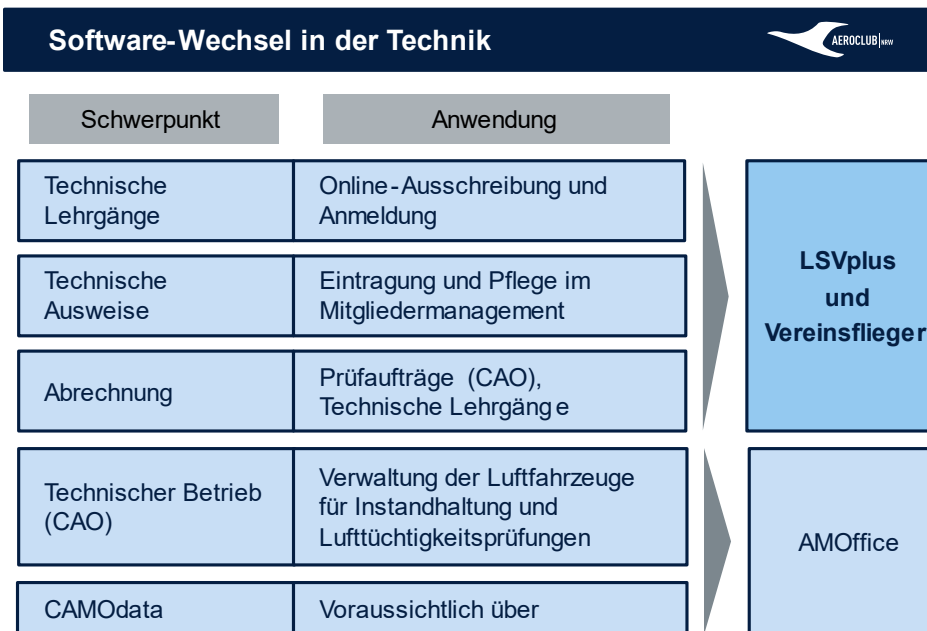 Software-Wechsel in der Technik
AEROCLUB|NRW
Schwerpunkt
Anwendung
Technische
Lehrgänge
Online-Ausschreibung und
Anmeldung
Technische
Ausweise
Eintragung und Pflege im
Mitgliedermanagement
Abrechnung
Prüfaufträge (CAO),
Technische Lehrgänge
LSVplus
und
Vereinsflieger
Technischer Betrieb
(CAO)
Verwaltung der Luftfahrzeuge
für Instandhaltung und
Lufttüchtigkeitsprüfungen
AMOffice
CAMOdata
Voraussichtlich über